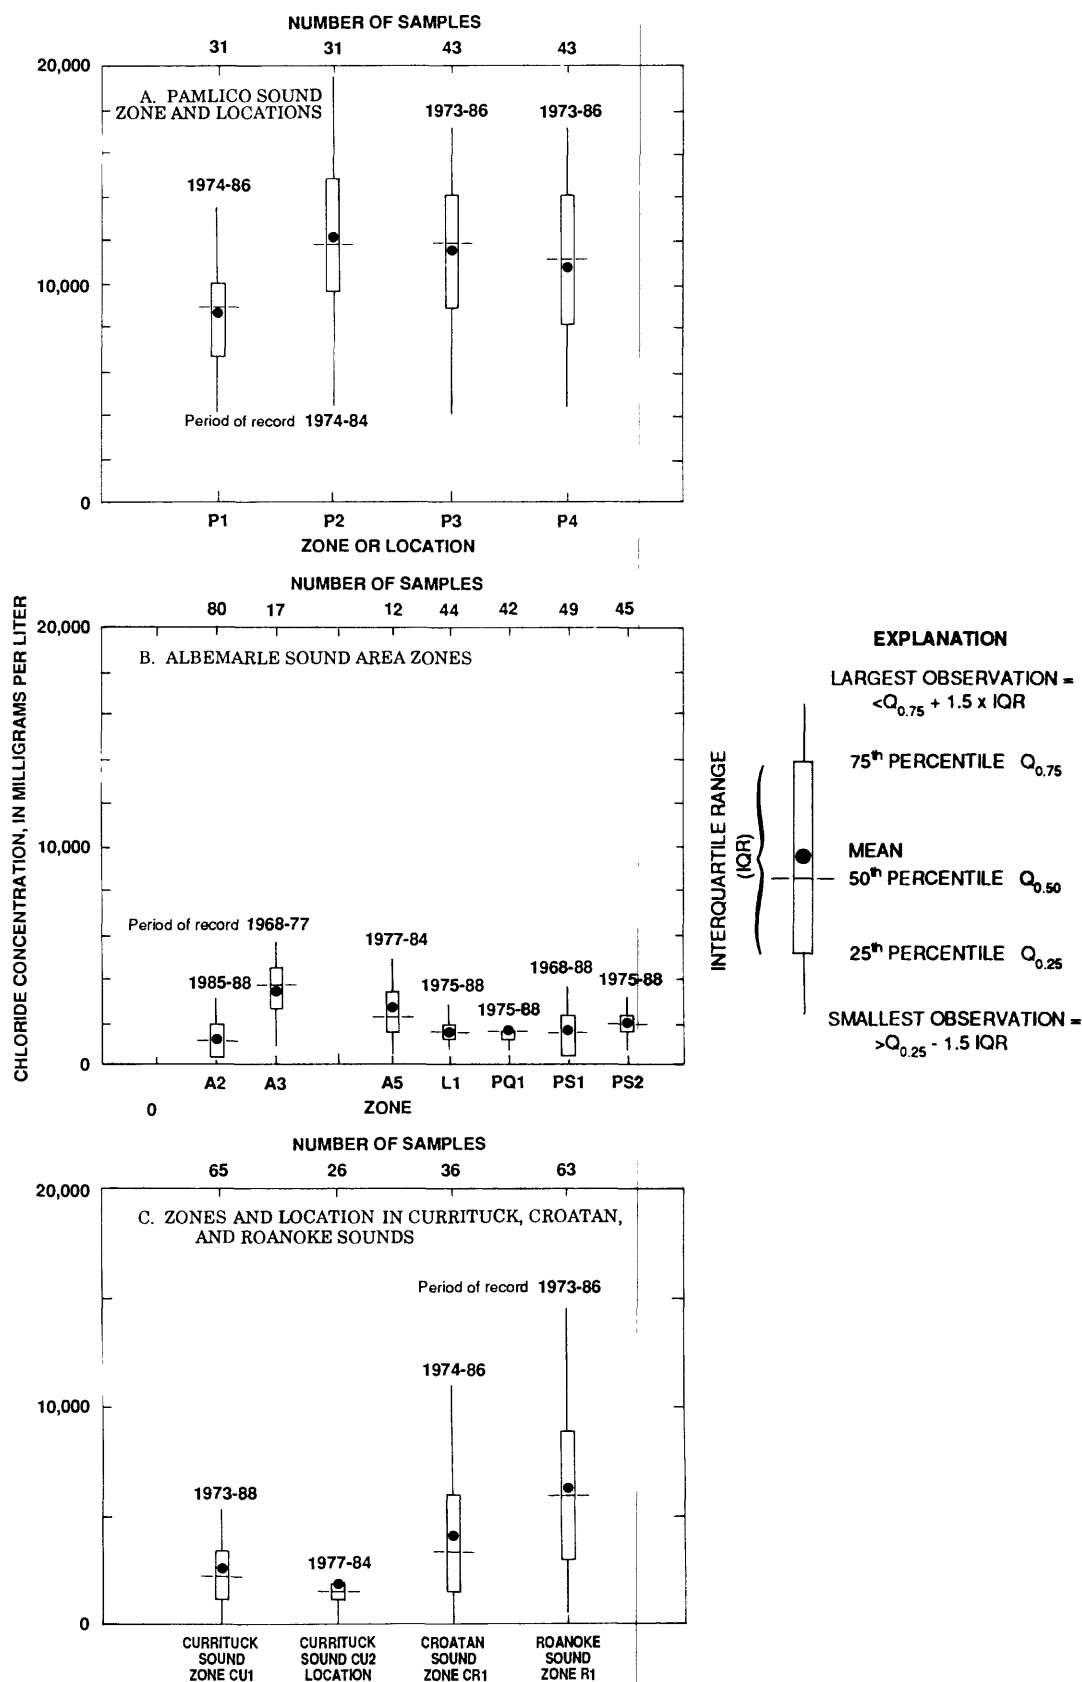 NUMBER OF SAMPLES
31 31 43 43
20,000
A. PAMLICO SOUND
ZONE AND LOCATIONS
1973-86 1973-86
1974-86
10,000
Period of record 1974-84
0
P1 P2 P3 P4
ZONE OR LOCATION
CHLORIDE CONCENTRATION, IN MILLIGRAMS PER LITER
NUMBER OF SAMPLES
80 17 12 44 42 49 45
20,000
B. ALBEMARLE SOUND AREA ZONES
10,000
Period of record 1968-77
1977-84
1985-88 1975-88 1975-88 1968-88 1975-88
0
A2 A3 A5 L1 PQ1 PS1 PS2
0
ZONE
EXPLANATION
LARGEST OBSERVATION =
<Q0.75 + 1.5 x IQR
INTERQUARTILE RANGE
(IQR)
75th PERCENTILE Q0.75
MEAN
50th PERCENTILE Q0.50
25th PERCENTILE Q0.25
SMALLEST OBSERVATION =
>Q0.25 - 1.5 IQR
NUMBER OF SAMPLES
65 26 36 63
20,000
C. ZONES AND LOCATION IN CURRITUCK, CROATAN,
AND ROANOKE SOUNDS
Period of record 1973-86
1974-86
10,000
1973-88
1977-84
0
CURRITUCK
SOUND
ZONE CU1
CURRITUCK
SOUND CU2
LOCATION
CROATAN
SOUND
ZONE CR1
ROANOKE
SOUND
ZONE R1